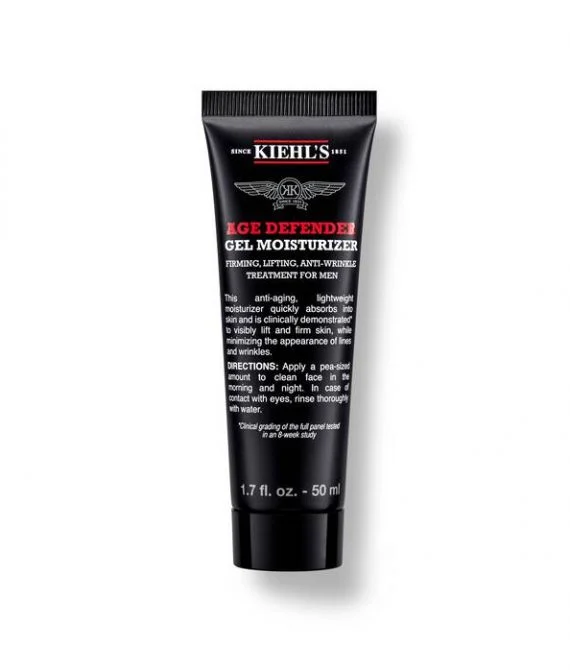 SINCE KIEHL'S 1851
KK
SINCE 1851
AGE DEFENDER
GEL MOISTURIZER
FIRMING, LIFTING, ANTI-WRINKLE
TREATMENT FOR MEN
This anti-aging, lightweight
moisturizer quickly absorbs into
skin and is clinically demonstrated*
to visibly lift and firm skin, while
minimizing the appearance of lines
and wrinkles.
DIRECTIONS: Apply a pea-sized
amount to clean face in the
morning and night. In case of
contact with eyes, rinse thoroughly
with water.
*Clinical grading of the full panel tested
in an 8-week study
1.7 fl. oz. - 50 ml